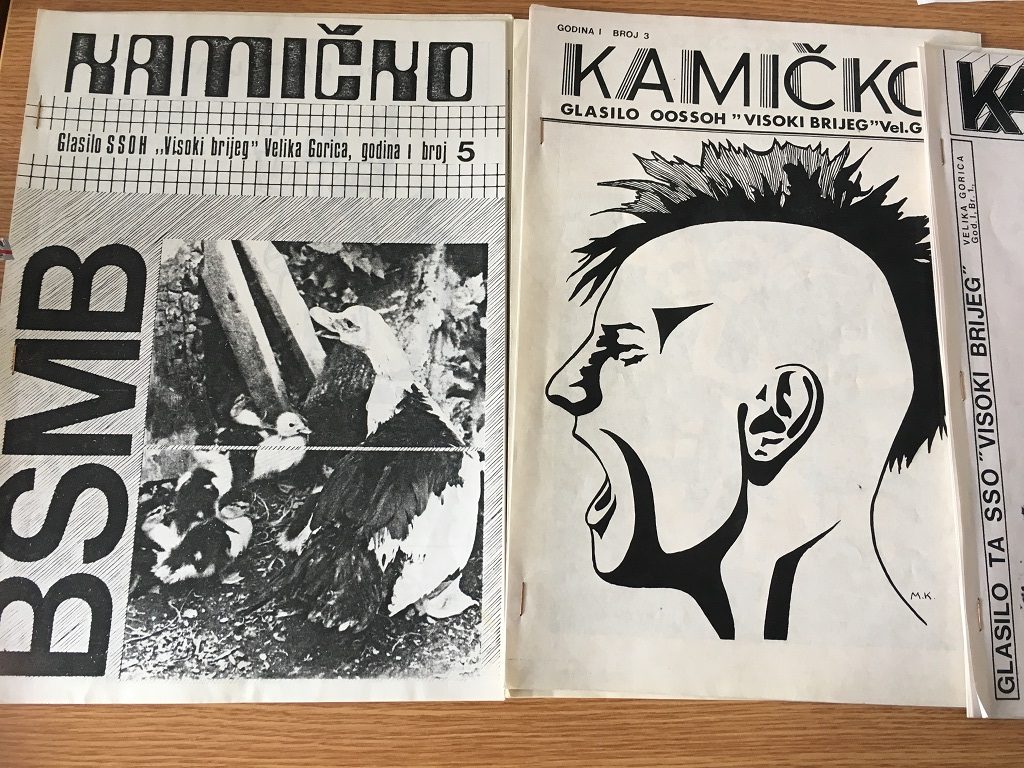 KAMIČKO
Glasilo SSOH „Visoki brijeg" Velika Gorica, godina I broj 5
BSMB
GODINA I BROJ 3
KAMIČKO
GLASILO OOSSOH "VISOKI BRIJEG" Vel.G
M.K.
KA
VELIKA GORICA
God. I, Br. 1,
GLASILO TA SSO "VISOKI BRIJEG"